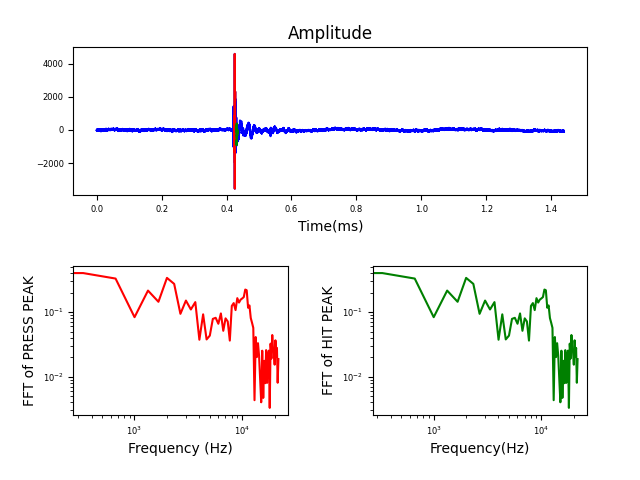 Amplitude
4000
2000
0
−2000
0.0 0.2 0.4 0.6 0.8 1.0 1.2 1.4
Time(ms)
FFT of PRESS PEAK
10⁻¹
10⁻²
10³ 10⁴
Frequency (Hz)
FFT of HIT PEAK
10⁻¹
10⁻²
10³ 10⁴
Frequency(Hz)